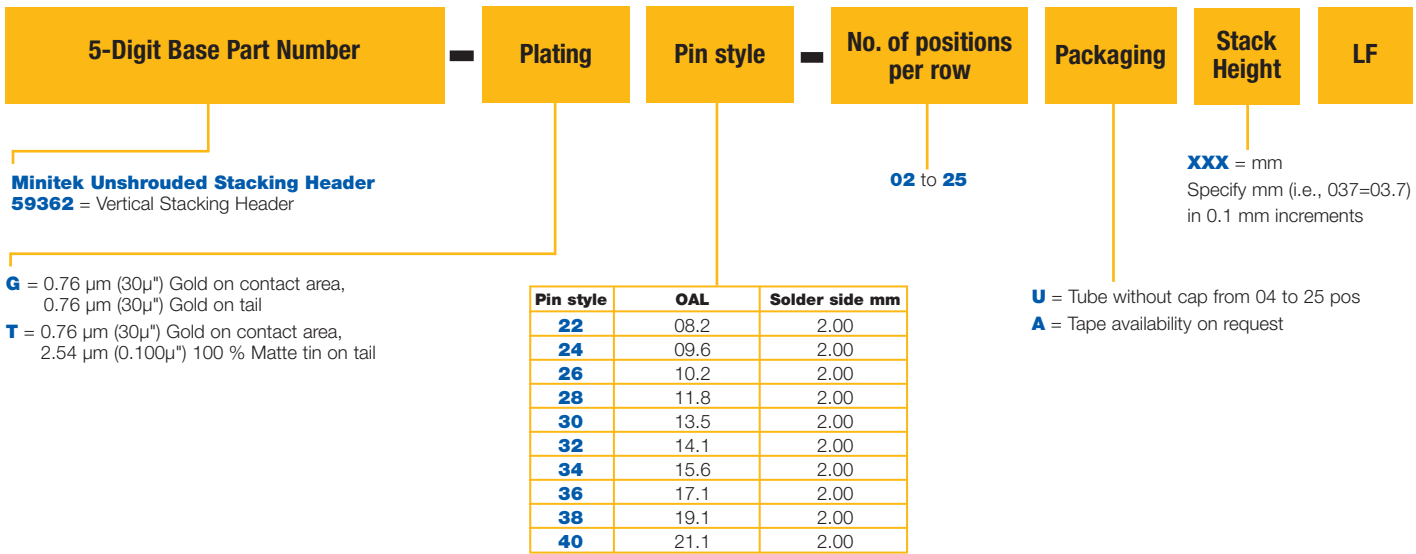 5-Digit Base Part Number - Plating Pin style - No. of positions per row Packaging Stack Height LF
Minitek Unshrouded Stacking Header
59362 = Vertical Stacking Header
G = 0.76 µm (30µ") Gold on contact area,
0.76 µm (30µ") Gold on tail
T = 0.76 µm (30µ") Gold on contact area,
2.54 µm (0.100µ") 100 % Matte tin on tail
Pin style OAL Solder side mm
22 08.2 2.00
24 09.6 2.00
26 10.2 2.00
28 11.8 2.00
30 13.5 2.00
32 14.1 2.00
34 15.6 2.00
36 17.1 2.00
38 19.1 2.00
40 21.1 2.00
02 to 25
U = Tube without cap from 04 to 25 pos
A = Tape availability on request
XXX = mm
Specify mm (i.e., 037=03.7)
in 0.1 mm increments